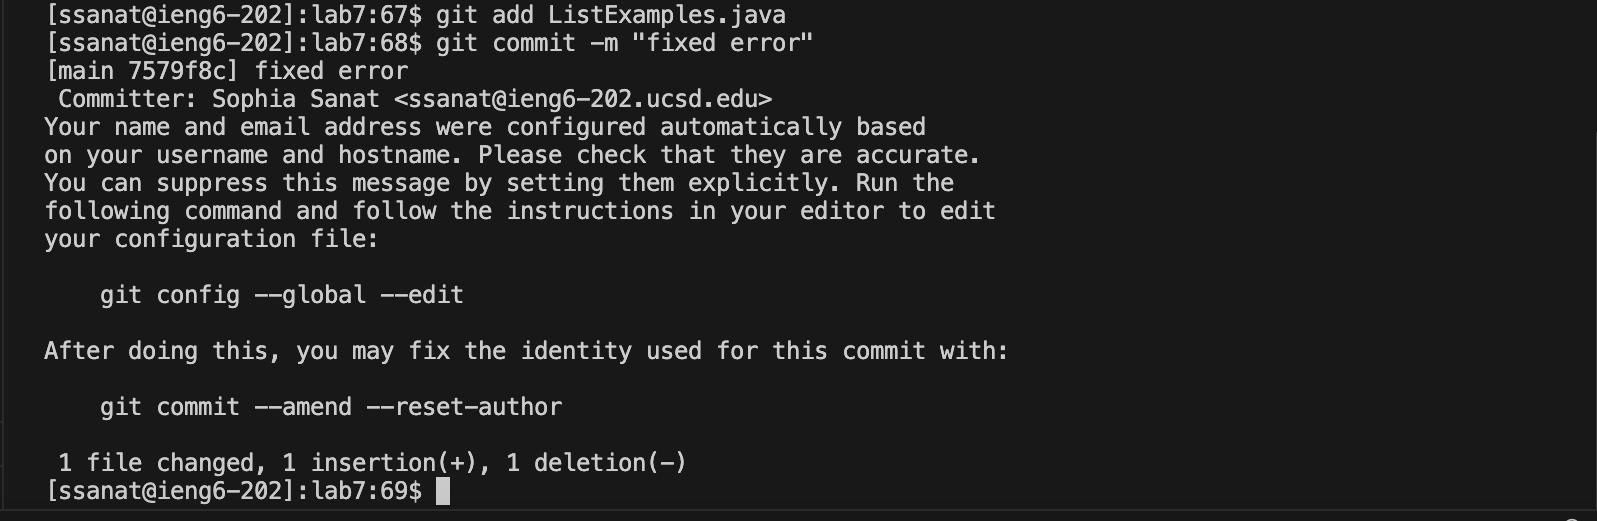 [ssanat@ieng6-202]:lab7:67$ git add ListExamples.java
[ssanat@ieng6-202]:lab7:68$ git commit -m "fixed error"
[main 7579f8c] fixed error
 Committer: Sophia Sanat <ssanat@ieng6-202.ucsd.edu>
Your name and email address were configured automatically based
on your username and hostname. Please check that they are accurate.
You can suppress this message by setting them explicitly. Run the
following command and follow the instructions in your editor to edit
your configuration file:

    git config --global --edit

After doing this, you may fix the identity used for this commit with:

    git commit --amend --reset-author

 1 file changed, 1 insertion(+), 1 deletion(-)
[ssanat@ieng6-202]:lab7:69$